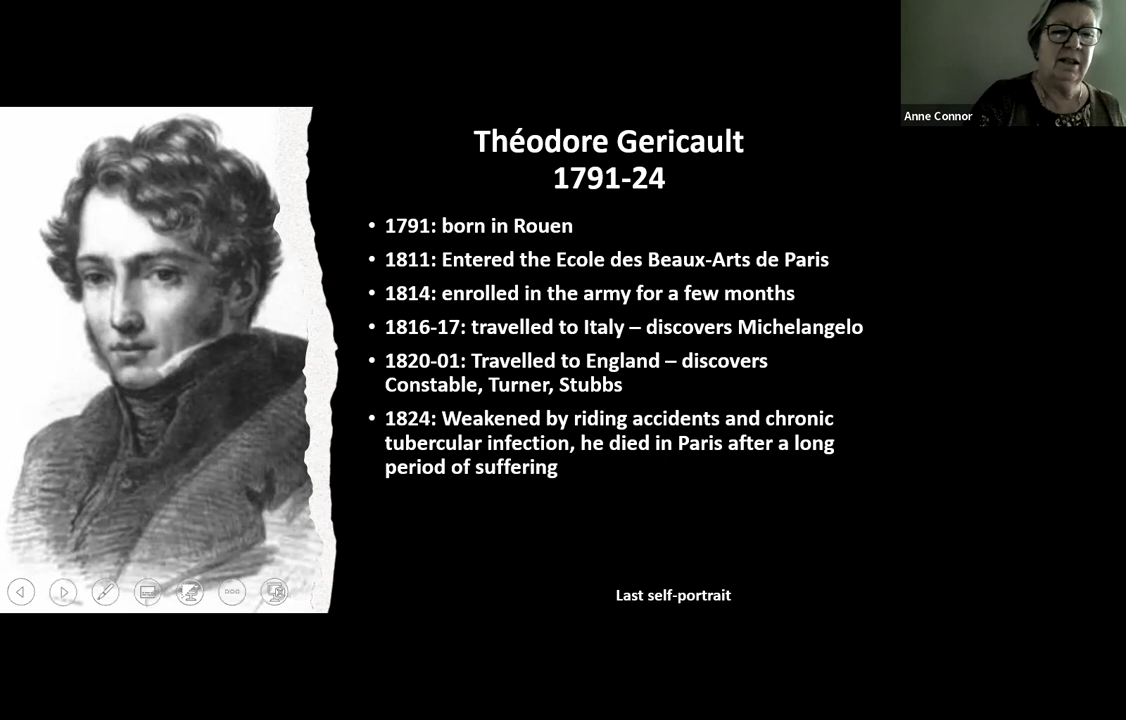 Anne Connor
Théodore Gericault
1791-24
• 1791: born in Rouen
• 1811: Entered the Ecole des Beaux-Arts de Paris
• 1814: enrolled in the army for a few months
• 1816-17: travelled to Italy – discovers Michelangelo
• 1820-01: Travelled to England – discovers
Constable, Turner, Stubbs
• 1824: Weakened by riding accidents and chronic
tubercular infection, he died in Paris after a long
period of suffering
Last self-portrait